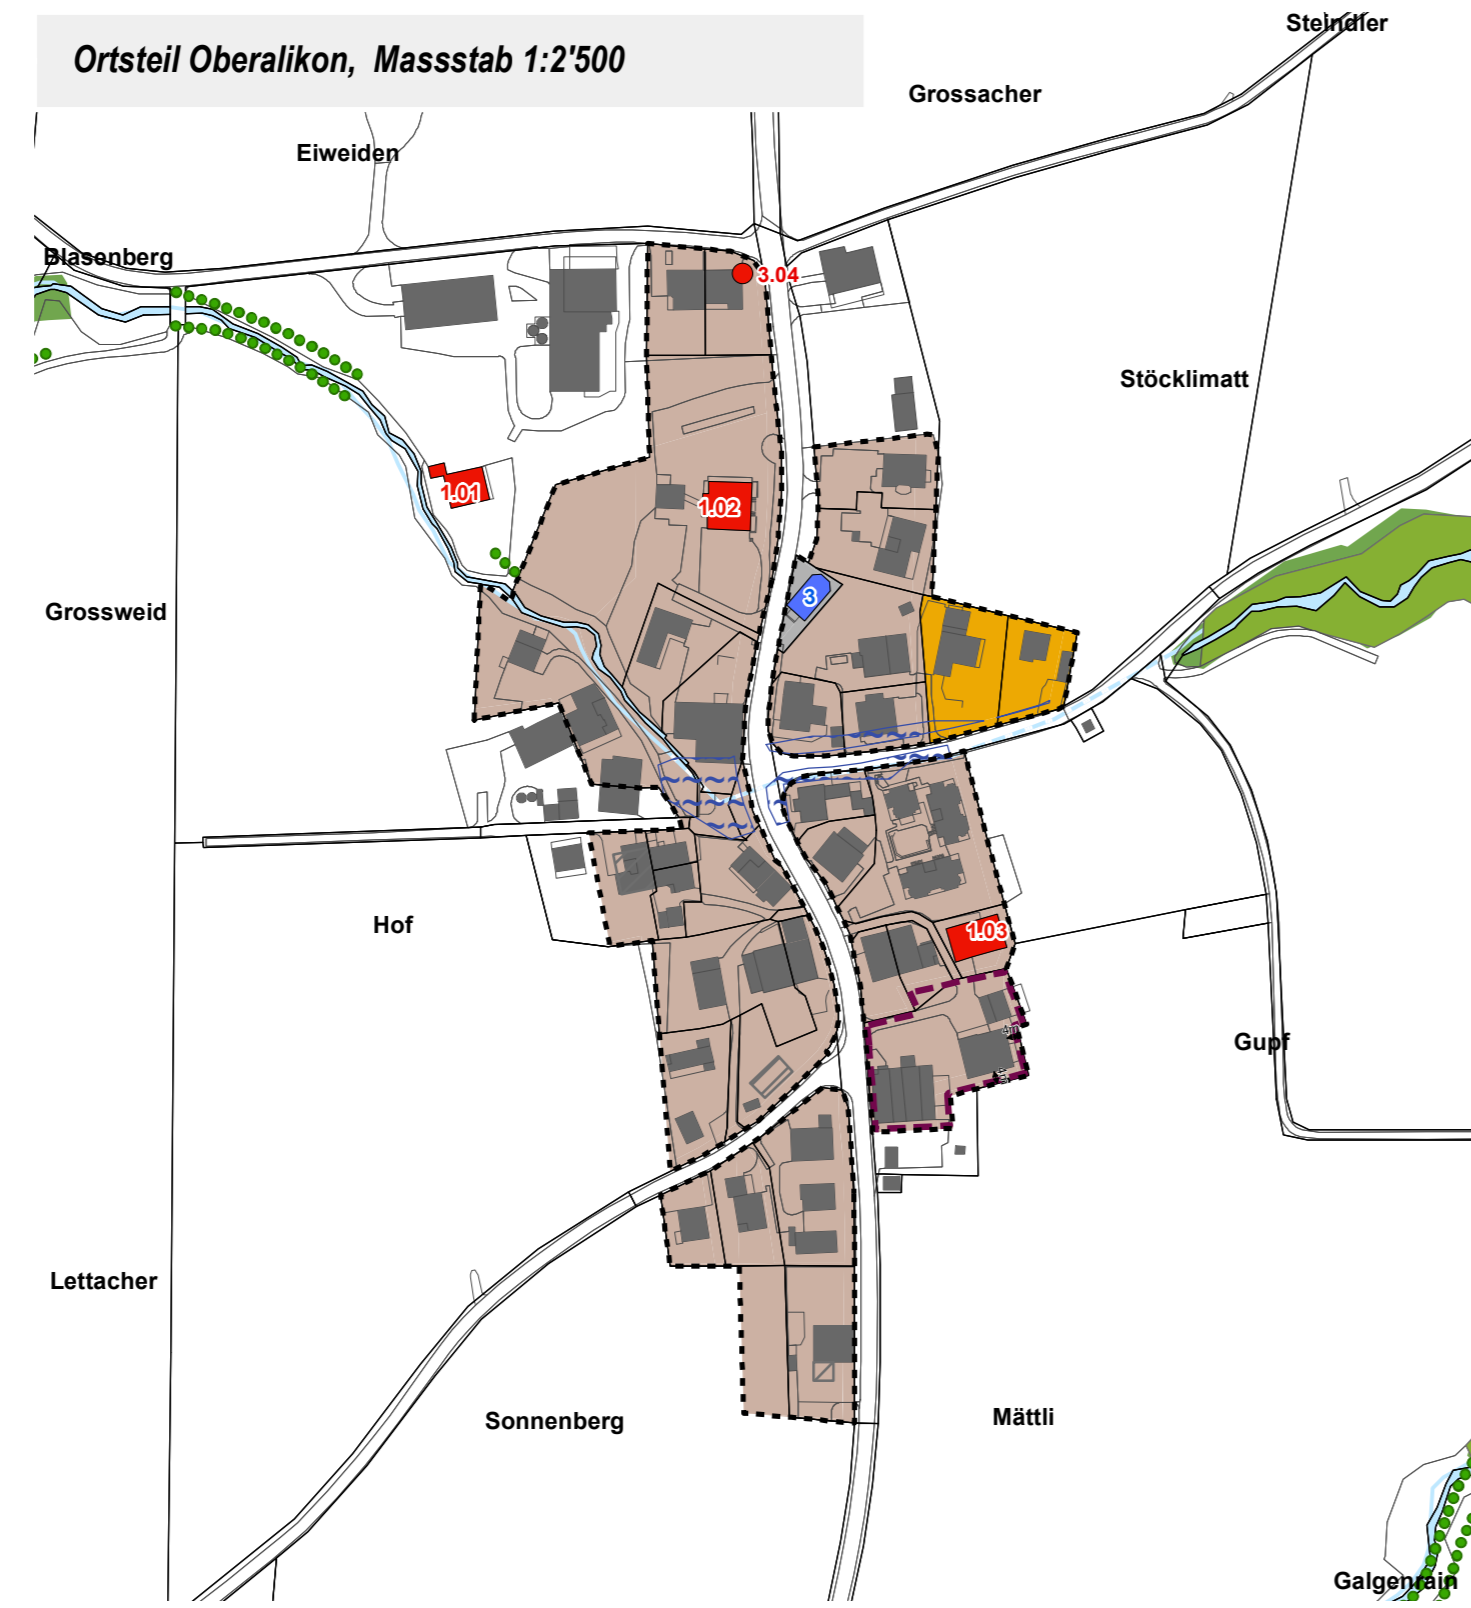 Steindler
Ortsteil Oberalikon, Massstab 1:2'500
Grossacher
Eiweiden
Blasenberg
3.04
Stöcklimatt
1.01
1.02
3
Grossweid
Hof
1.03
4m
Gupf
Lettacher
Sonnenberg
Mättli
Galgenrain